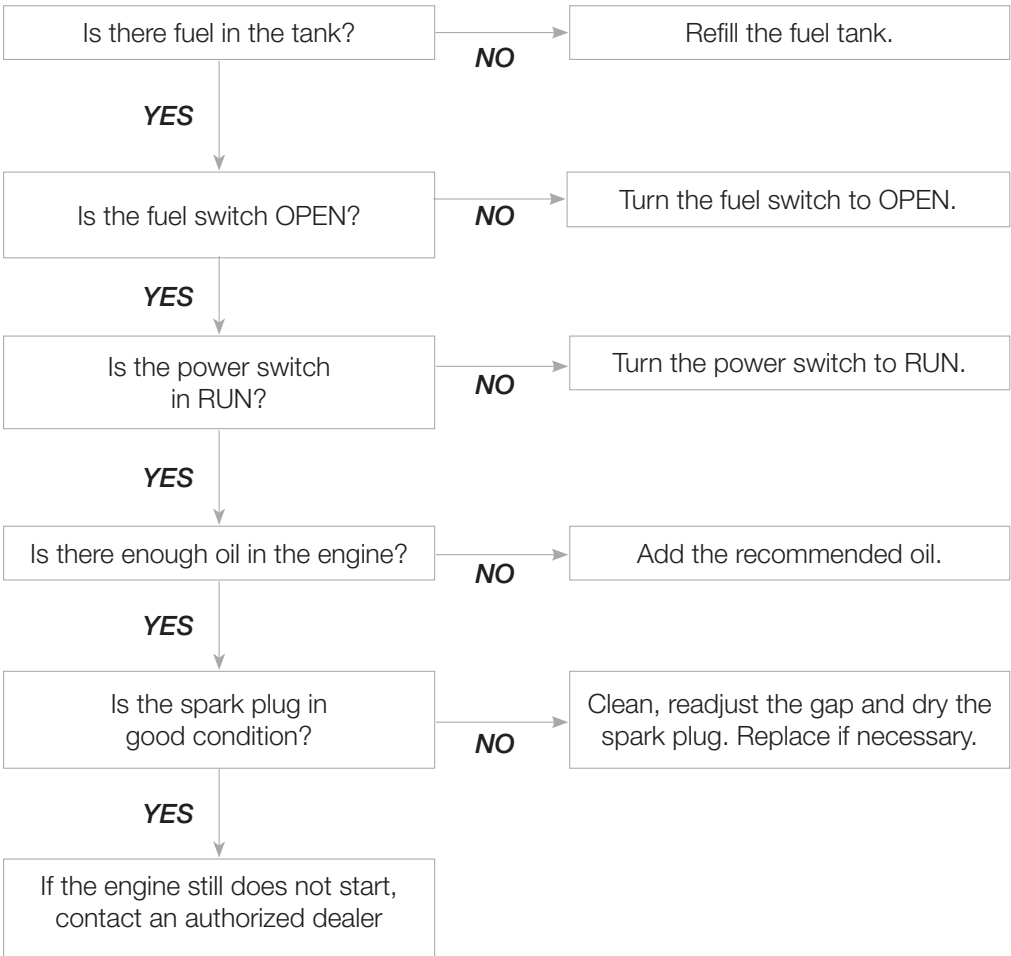 Is there fuel in the tank?
NO
Refill the fuel tank.
YES
Is the fuel switch OPEN?
NO
Turn the fuel switch to OPEN.
YES
Is the power switch
in RUN?
NO
Turn the power switch to RUN.
YES
Is there enough oil in the engine?
NO
Add the recommended oil.
YES
Is the spark plug in
good condition?
NO
Clean, readjust the gap and dry the
spark plug. Replace if necessary.
YES
If the engine still does not start,
contact an authorized dealer